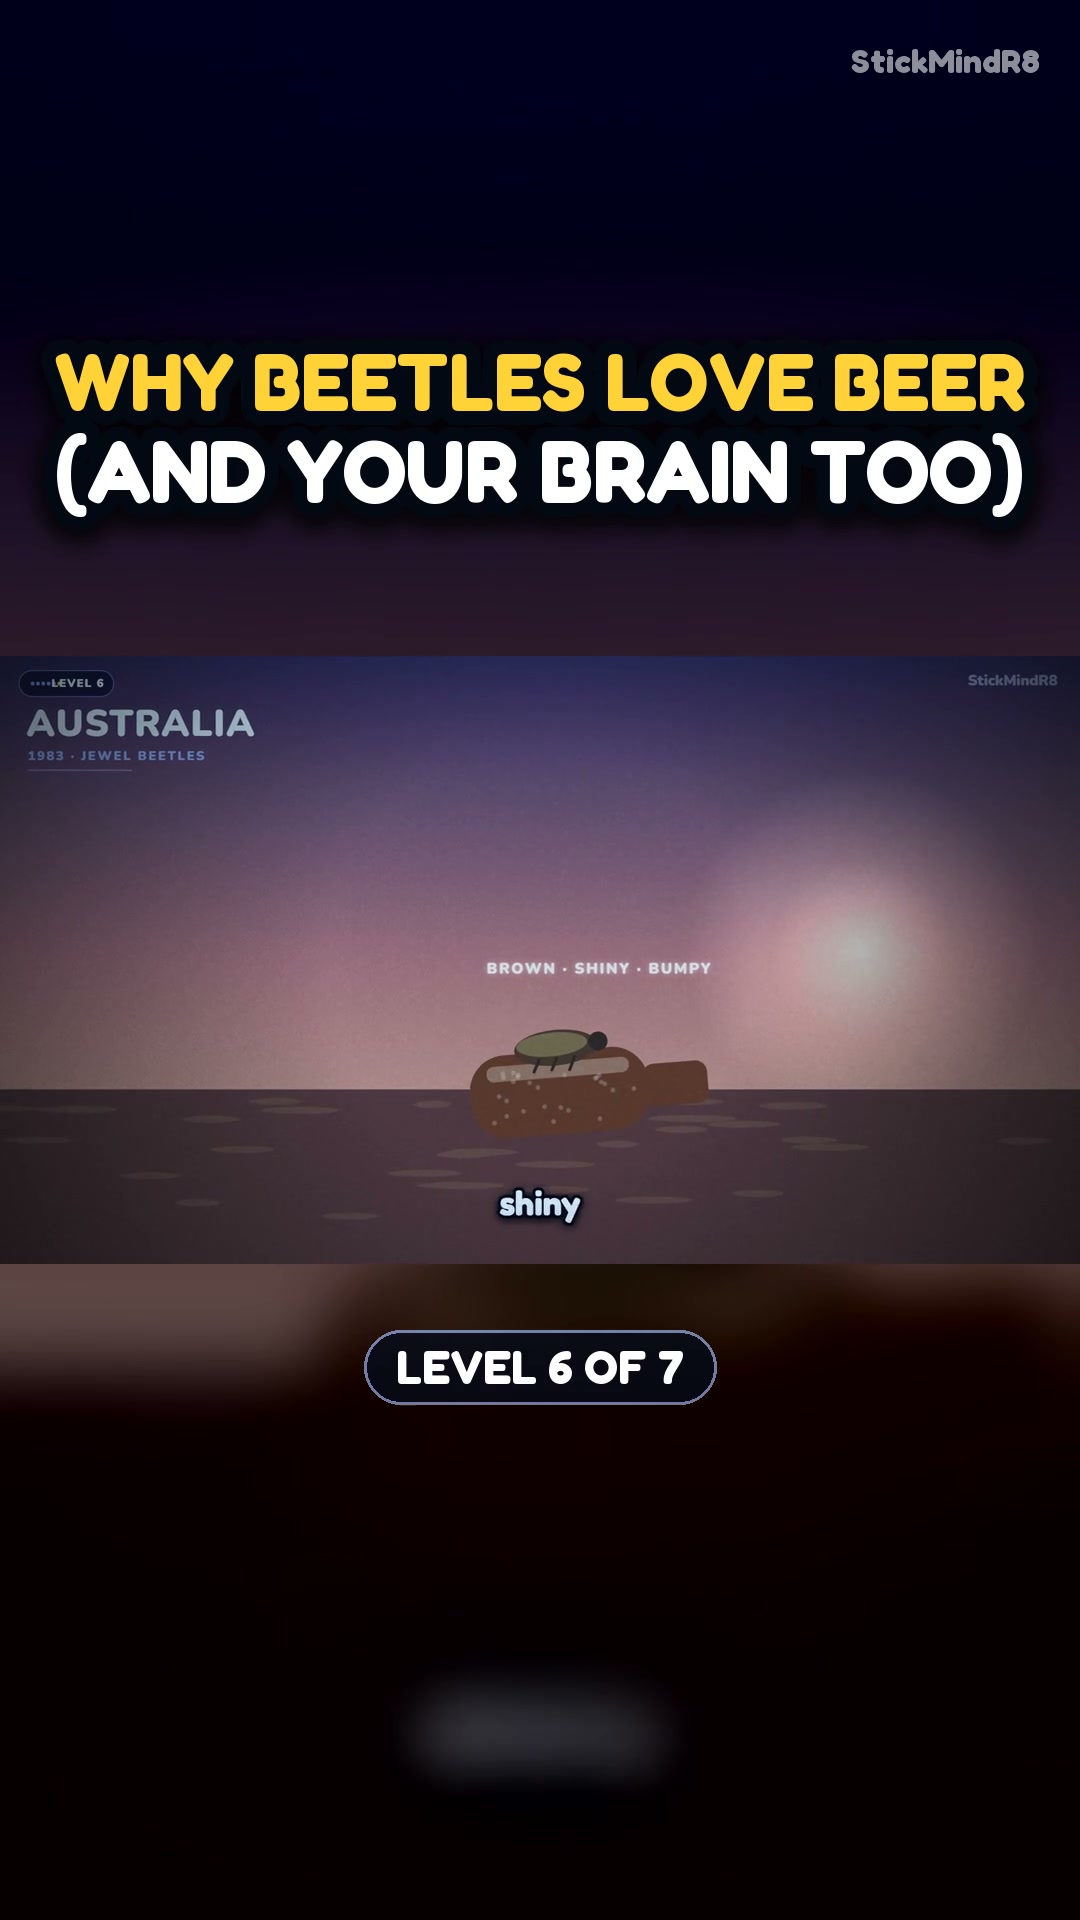 StickMindR8
WHY BEETLES LOVE BEER
(AND YOUR BRAIN TOO)
LEVEL 6
StickMindR8
AUSTRALIA
1983 · JEWEL BEETLES
BROWN · SHINY · BUMPY
shiny
LEVEL 6 OF 7